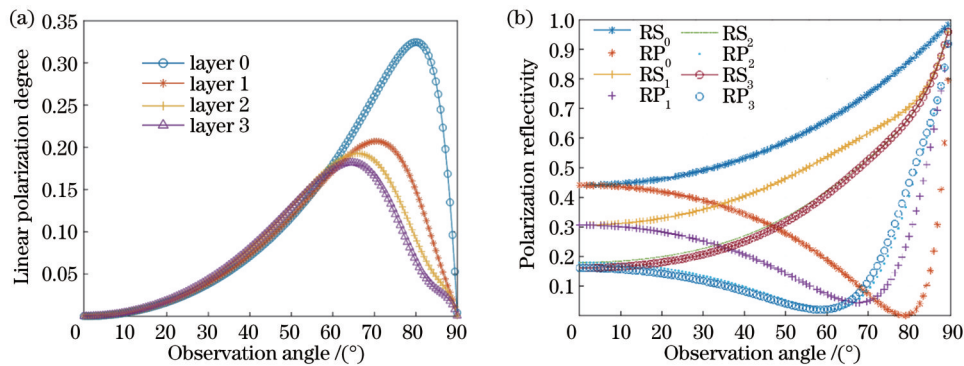 (a)
0.35
0.30
0.25
0.20
0.15
0.10
0.05
Linear polarization degree
layer 0
layer 1
layer 2
layer 3
0 10 20 30 40 50 60 70 80 90
Observation angle /(°)
(b)
1.0
0.9
0.8
0.7
0.6
0.5
0.4
0.3
0.2
0.1
Polarization reflectivity
RS₀ RS₂
RP₀ RP₂
RS₁ RS₃
RP₁ RP₃
0 10 20 30 40 50 60 70 80 90
Observation angle /(°)